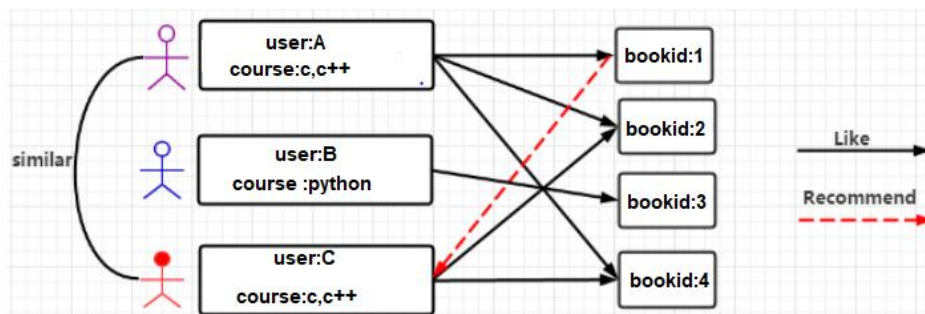 user:A
course:c,c++
bookid:1
bookid:2
similar
user:B
course :python
bookid:3
user:C
course:c,c++
bookid:4
Like
Recommend